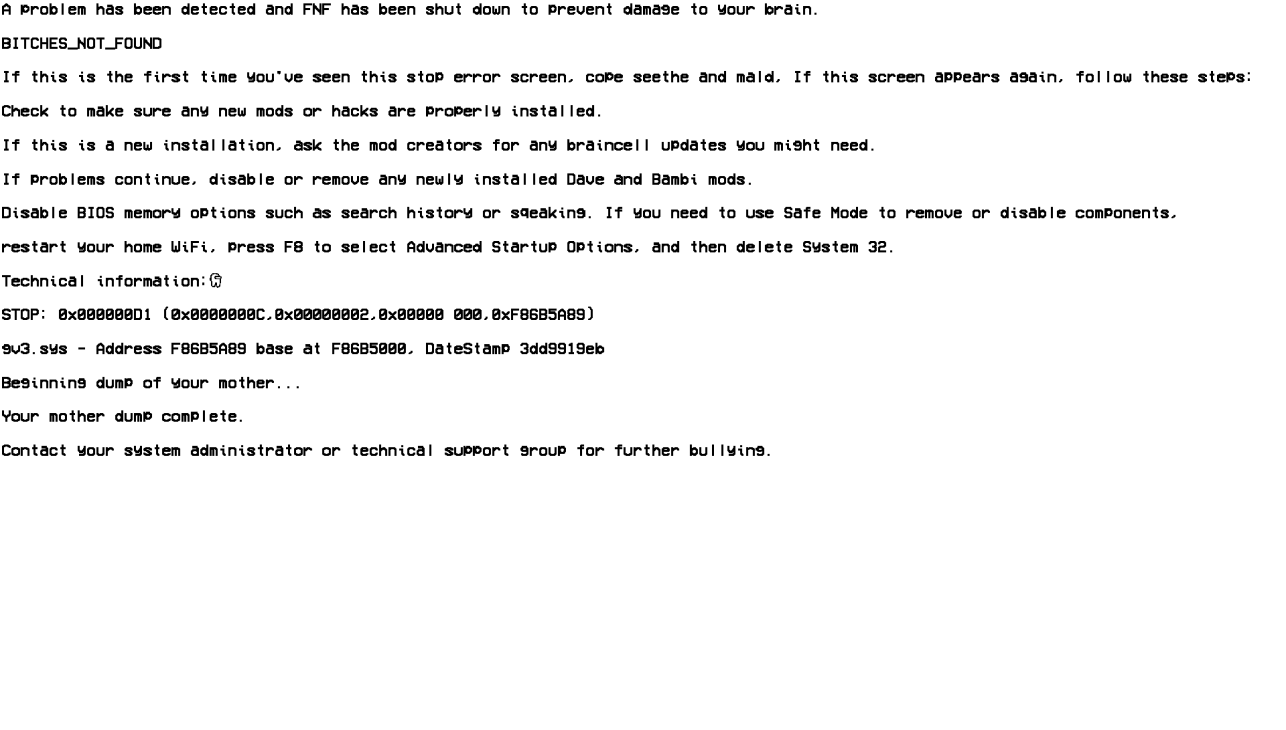 A problem has been detected and FNF has been shut down to prevent damage to your brain.
BITCHES_NOT_FOUND
If this is the first time you've seen this stop error screen, cope seethe and mald, If this screen appears again, follow these steps:
Check to make sure any new mods or hacks are properly installed.
If this is a new installation, ask the mod creators for any braincell updates you might need.
If problems continue, disable or remove any newly installed Dave and Bambi mods.
Disable BIOS memory options such as search history or sqeaking. If you need to use Safe Mode to remove or disable components,
restart your home WiFi, press F8 to select Advanced Startup Options, and then delete System 32.
Technical information:
STOP: 0x000000D1 (0x0000000C,0x00000002,0x00000 000,0xF86B5A89)
gv3.sys - Address F86B5A89 base at F86B5000, DateStamp 3dd9919eb
Beginning dump of your mother...
Your mother dump complete.
Contact your system administrator or technical support group for further bullying.